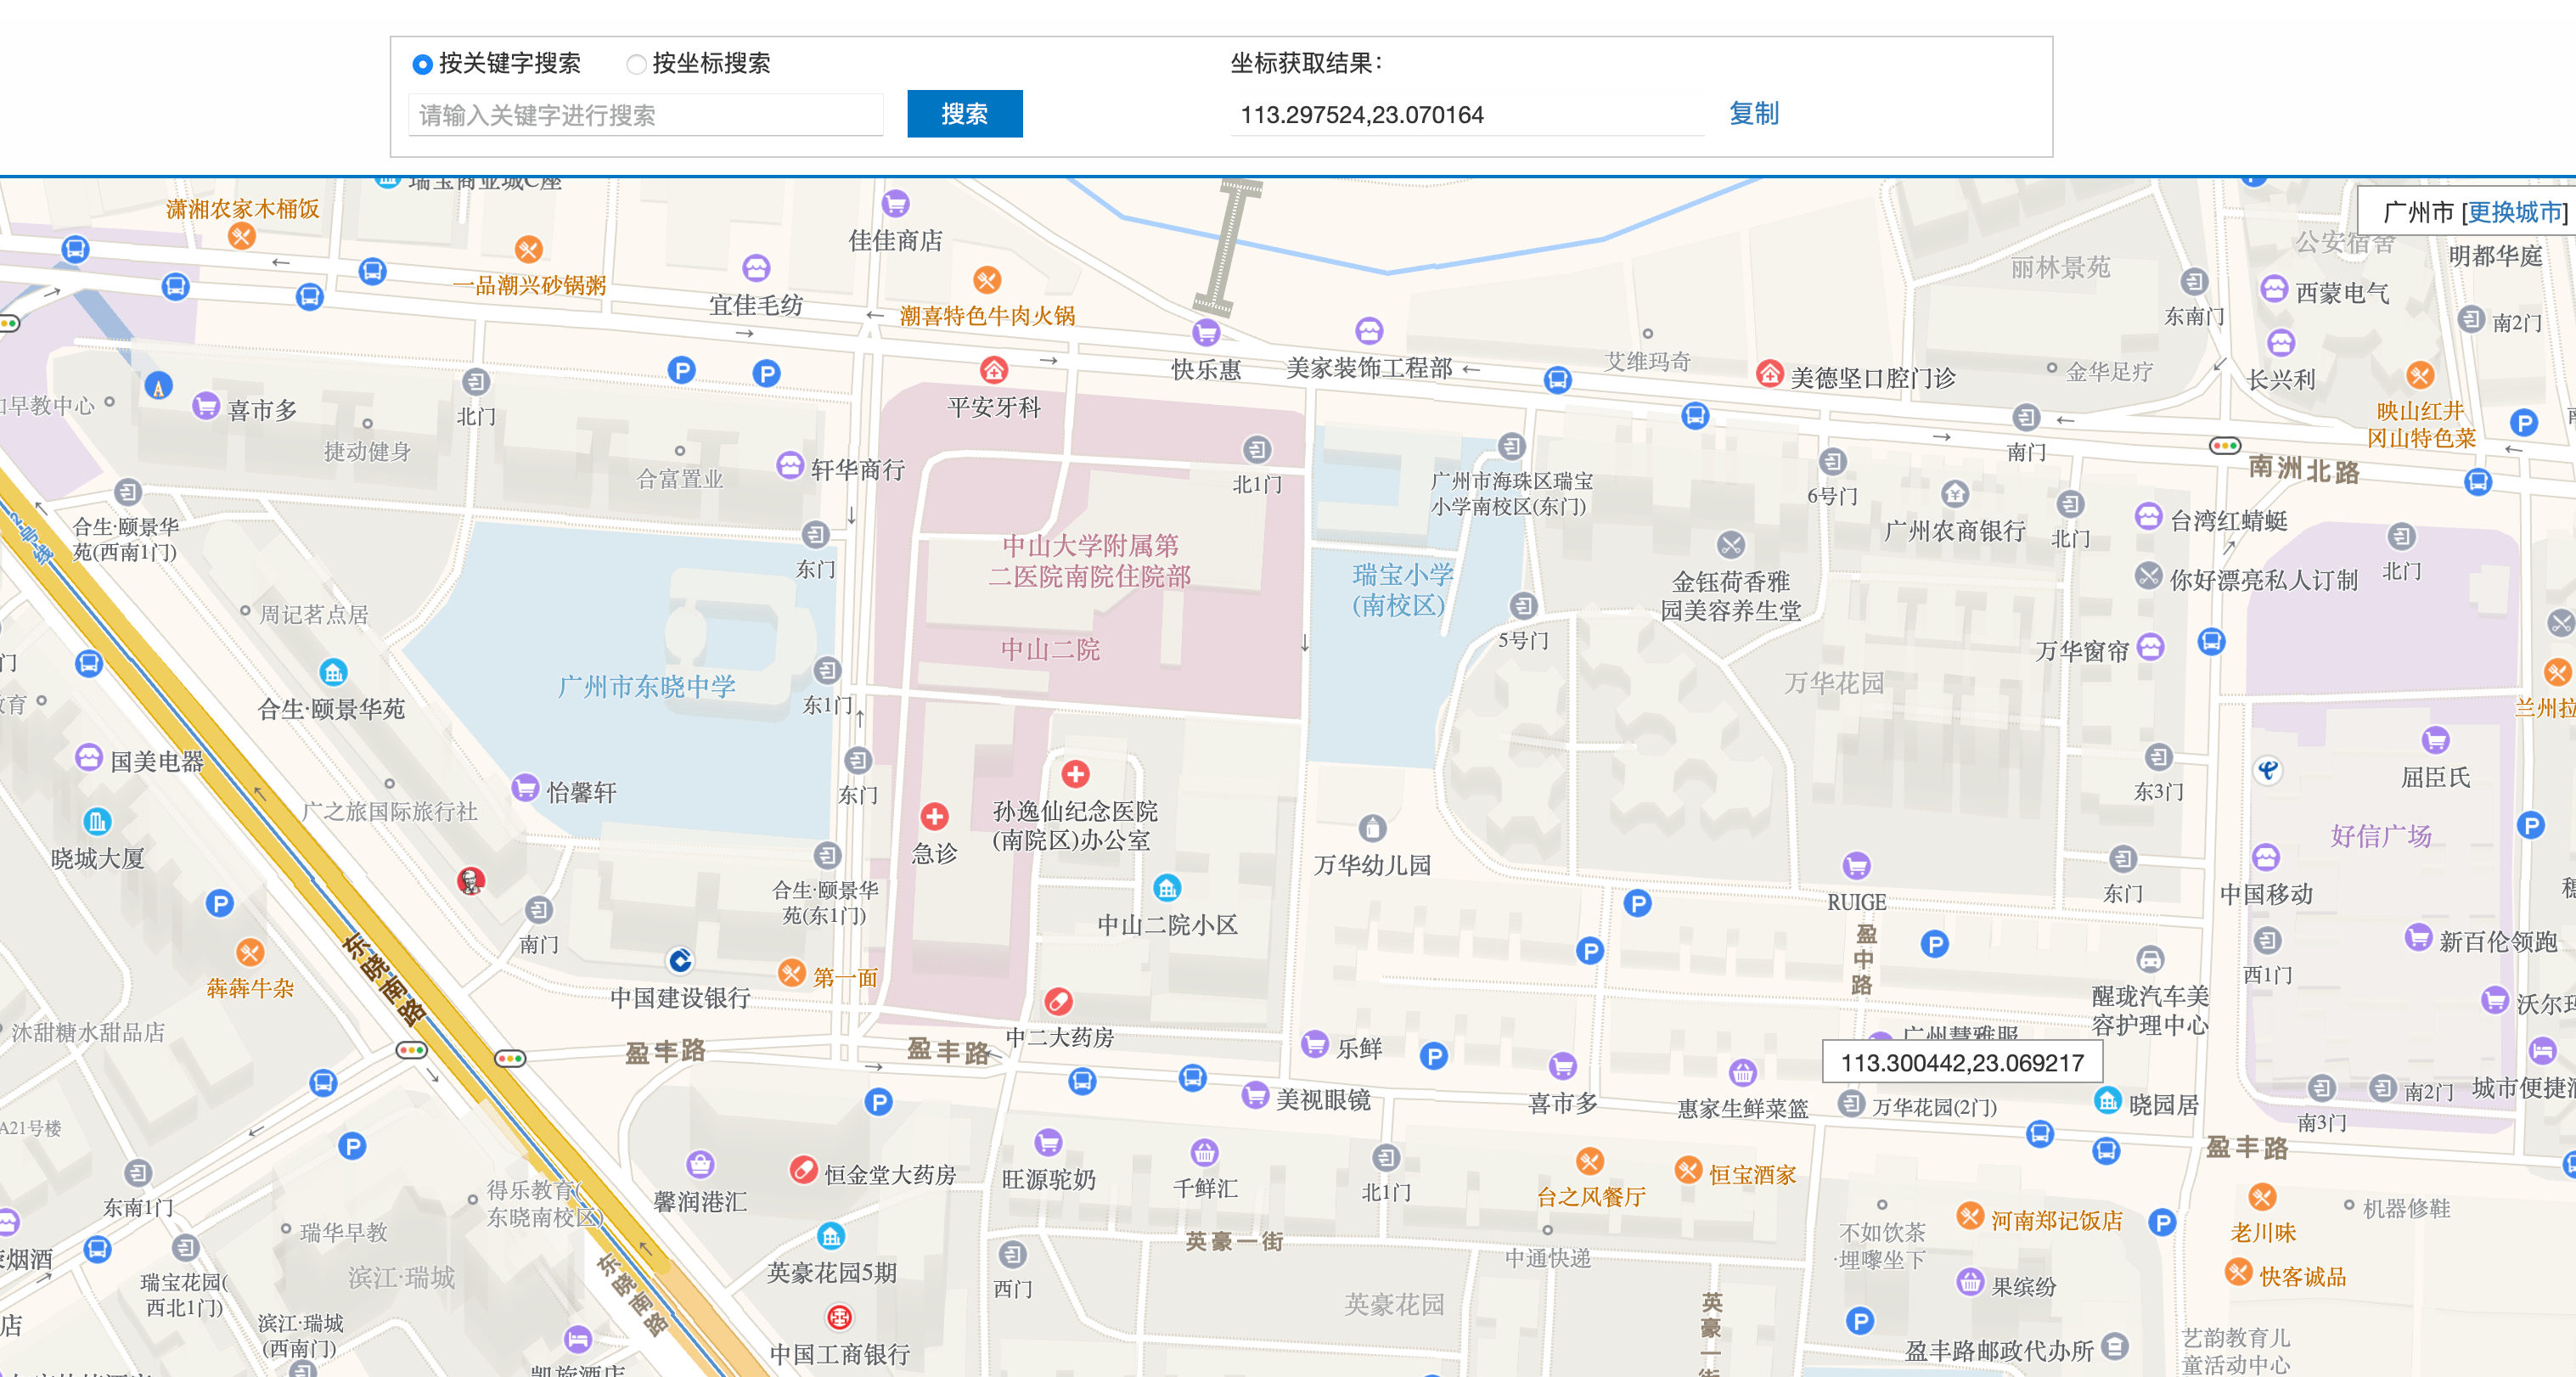 按关键字搜索
按坐标搜索
坐标获取结果：
请输入关键字进行搜索
搜索
113.297524,23.070164
复制
广州市 [更换城市]
瑞宝商业城C座
潇湘农家木桶饭
佳佳商店
公安宿舍
明都华庭
一品潮兴砂锅粥
宜佳毛纺
潮喜特色牛肉火锅
丽林景苑
东南门
西蒙电气
南2门
快乐惠
美家装饰工程部
艾维玛奇
美德坚口腔门诊
金华足疗
长兴利
早教中心
喜市多
北门
平安牙科
映山红井
冈山特色菜
捷动健身
合富置业
轩华商行
北1门
广州市海珠区瑞宝
小学南校区(东门)
6号门
南门
南洲北路
广州农商银行
北门
台湾红蜻蜓
2号线
合生·颐景华
苑(西南1门)
东门
中山大学附属第
二医院南院住院部
瑞宝小学
(南校区)
金钰荷香雅
园美容养生堂
你好漂亮私人订制
北门
周记茗点居
中山二院
5号门
万华窗帘
门
广州市东晓中学
东1门
万华花园
教育
合生·颐景华苑
兰州拉
国美电器
怡馨轩
东门
东3门
屈臣氏
广之旅国际旅行社
孙逸仙纪念医院
(南院区)办公室
急诊
好信广场
晓城大厦
万华幼儿园
合生·颐景华
苑(东1门)
中山二院小区
RUIGE
东门
中国移动
南门
盈中路
新百伦领跑
东晓南路
犇犇牛杂
中国建设银行
第一面
西1门
醒珑汽车美
容护理中心
沃尔玛
沐甜糖水甜品店
中二大药房
盈丰路
盈丰路
乐鲜
广州慧雅服
113.300442,23.069217
美视眼镜
喜市多
惠家生鲜菜篮
万华花园(2门)
晓园居
南3门
南2门
城市便捷酒
A21号楼
盈丰路
东南1门
得乐教育(
东晓南校区)
馨润港汇
恒金堂大药房
旺源驼奶
千鲜汇
北1门
台之风餐厅
恒宝酒家
不如饮茶
·埋嚟坐下
河南郑记饭店
老川味
机器修鞋
烟酒
瑞华早教
英豪一街
中通快递
瑞宝花园(
西北1门)
滨江·瑞城
东晓南路
英豪花园5期
西门
英豪花园
果缤纷
快客诚品
店
滨江·瑞城
(西南门)
中国工商银行
英豪一街
盈丰路邮政代办所
艺韵教育儿
童活动中心
凯旋酒店